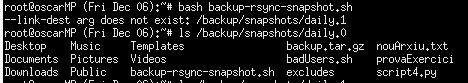 root@oscarMP (Fri Dec 06):~# bash backup-rsync-snapshot.sh
--link-dest arg does not exist: /backup/snapshots/daily.1
root@oscarMP (Fri Dec 06):~# ls /backup/snapshots/daily.0
Desktop Music Templates backup.tar.gz nouArxiu.txt
Documents Pictures Videos badUsers.sh provaExercici
Downloads Public backup-rsync-snapshot.sh excludes script4.py